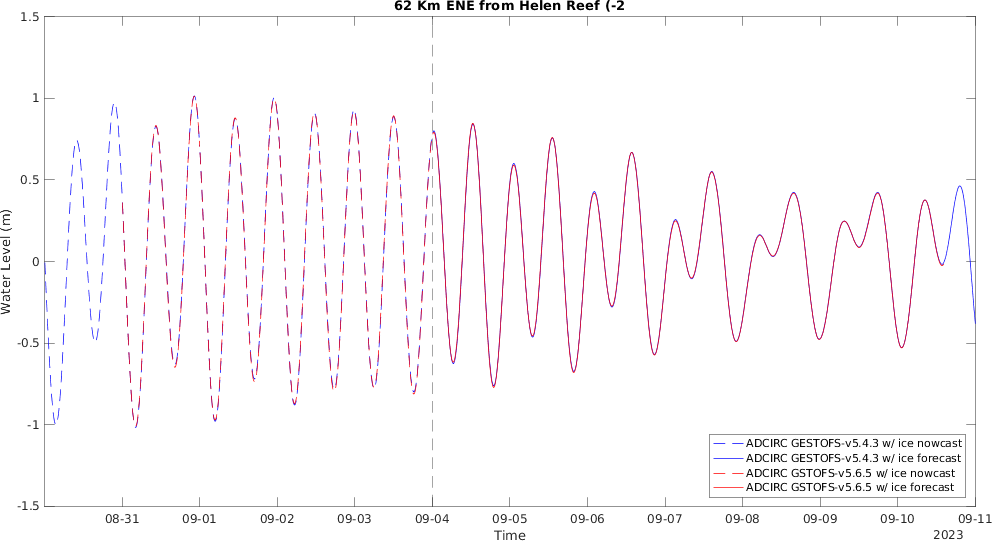 62 Km ENE from Helen Reef (-2
1.5
1
0.5
0
-0.5
-1
-1.5
Water Level (m)
08-31 09-01 09-02 09-03 09-04 09-05 09-06 09-07 09-08 09-09 09-10 09-11
Time
2023
ADCIRC GESTOFS-v5.4.3 w/ ice nowcast
ADCIRC GESTOFS-v5.4.3 w/ ice forecast
ADCIRC GSTOFS-v5.6.5 w/ ice nowcast
ADCIRC GSTOFS-v5.6.5 w/ ice forecast